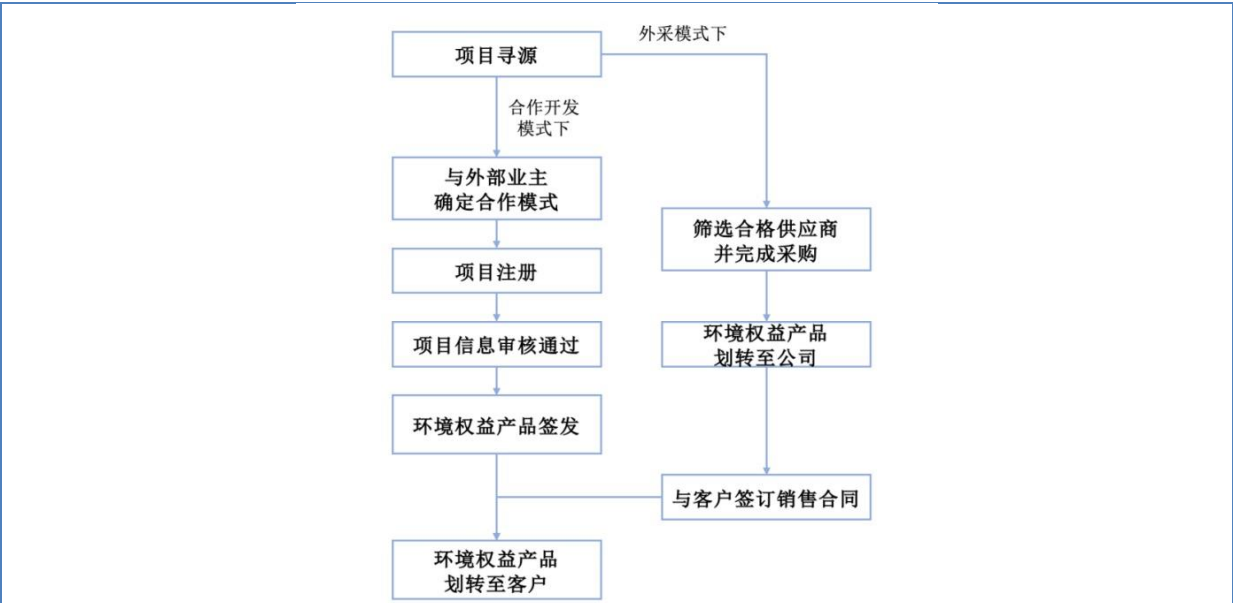 外采模式下
项目寻源
合作开发
模式下
与外部业主
确定合作模式
筛选合格供应商
并完成采购
项目注册
项目信息审核通过
环境权益产品
划转至公司
环境权益产品签发
与客户签订销售合同
环境权益产品
划转至客户